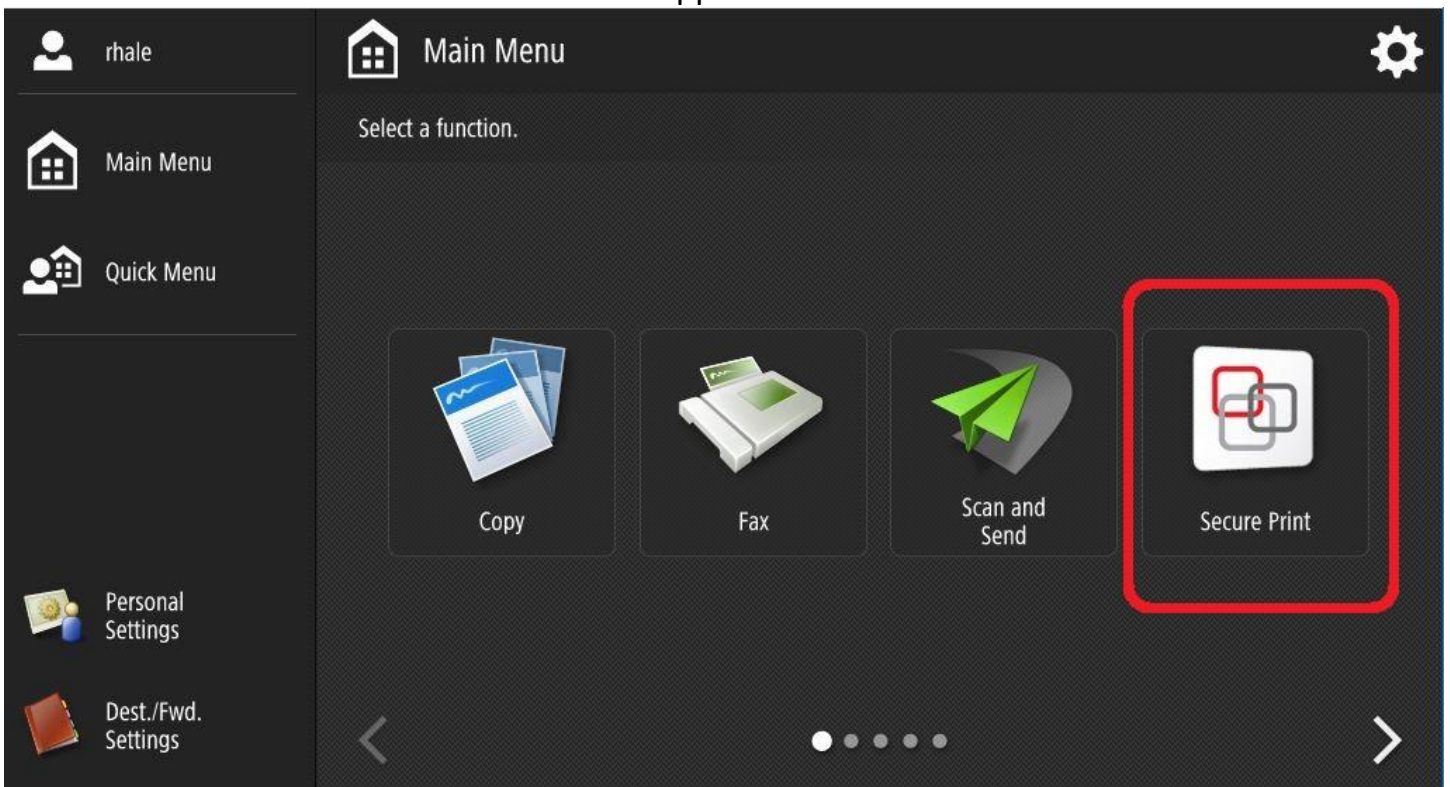 rhale
Main Menu
Quick Menu
Personal
Settings
Dest./Fwd.
Settings
Main Menu
Select a function.
Copy
Fax
Scan and
Send
Secure Print